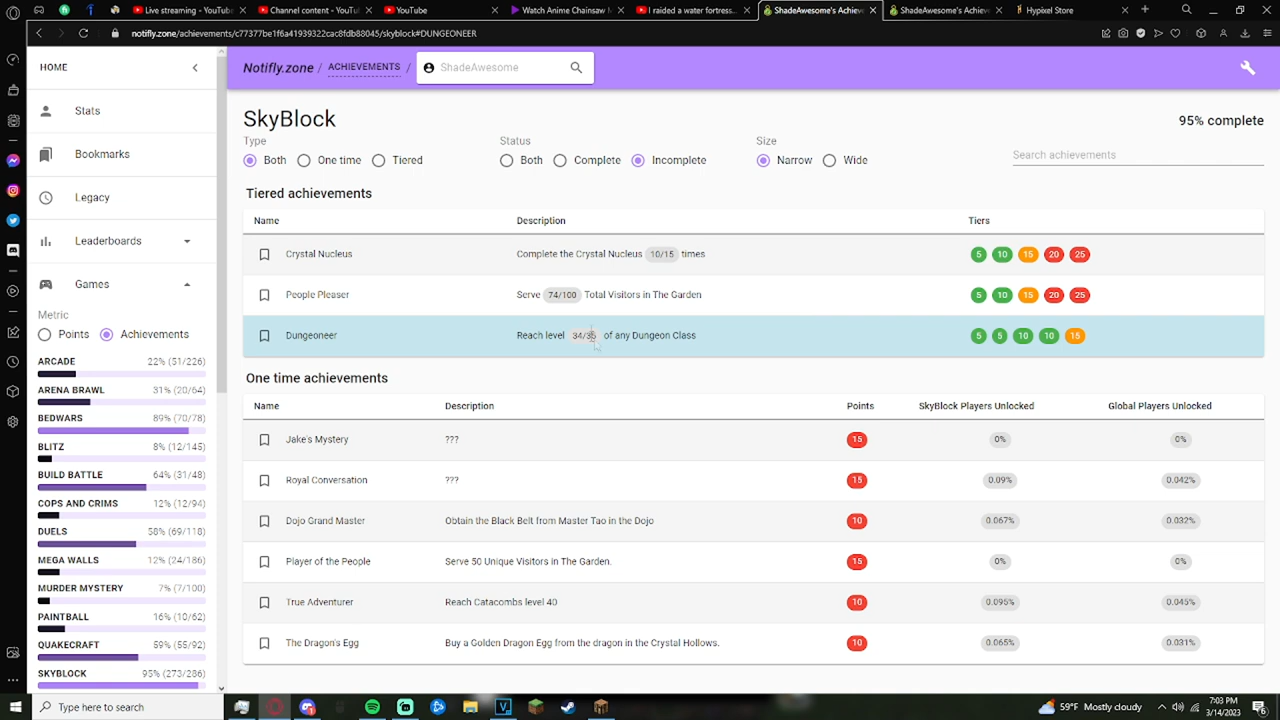 Live streaming - YouTube
Channel content - YouTu
YouTube
Watch Anime Chainsaw M
I raided a water fortress
ShadeAwesome's Achiev
ShadeAwesome's Achiev
Hypixel Store
notifly.zone/achievements/c77377be1f6a41939322cac8fdb88045/skyblock#DUNGEONEER
HOME
Notifly.zone / ACHIEVEMENTS / ShadeAwesome
Stats
Bookmarks
Legacy
Leaderboards
Games
Metric
Points Achievements
ARCADE 22% (51/226)
ARENA BRAWL 31% (20/64)
BEDWARS 89% (70/78)
BLITZ 8% (12/145)
BUILD BATTLE 64% (31/48)
COPS AND CRIMS 12% (12/94)
DUELS 58% (69/118)
MEGA WALLS 12% (24/186)
MURDER MYSTERY 7% (7/100)
PAINTBALL 16% (10/62)
QUAKECRAFT 59% (55/92)
SKYBLOCK 95% (273/286)
SkyBlock
95% complete
Type Status Size
Both One time Tiered Both Complete Incomplete Narrow Wide
Search achievements
Tiered achievements
Name Description Tiers
Crystal Nucleus Complete the Crystal Nucleus 10/15 times 5 10 15 20 25
People Pleaser Serve 74/100 Total Visitors in The Garden 5 10 15 20 25
Dungeoneer Reach level 34/35 of any Dungeon Class 5 5 10 10 15
One time achievements
Name Description Points SkyBlock Players Unlocked Global Players Unlocked
Jake's Mystery ??? 15 0% 0%
Royal Conversation ??? 15 0.09% 0.042%
Dojo Grand Master Obtain the Black Belt from Master Tao in the Dojo 10 0.067% 0.032%
Player of the People Serve 50 Unique Visitors in The Garden. 15 0% 0%
True Adventurer Reach Catacombs level 40 10 0.095% 0.045%
The Dragon's Egg Buy a Golden Dragon Egg from the dragon in the Crystal Hollows. 10 0.065% 0.031%
Type here to search
59°F Mostly cloudy
7:03 PM
3/14/2023